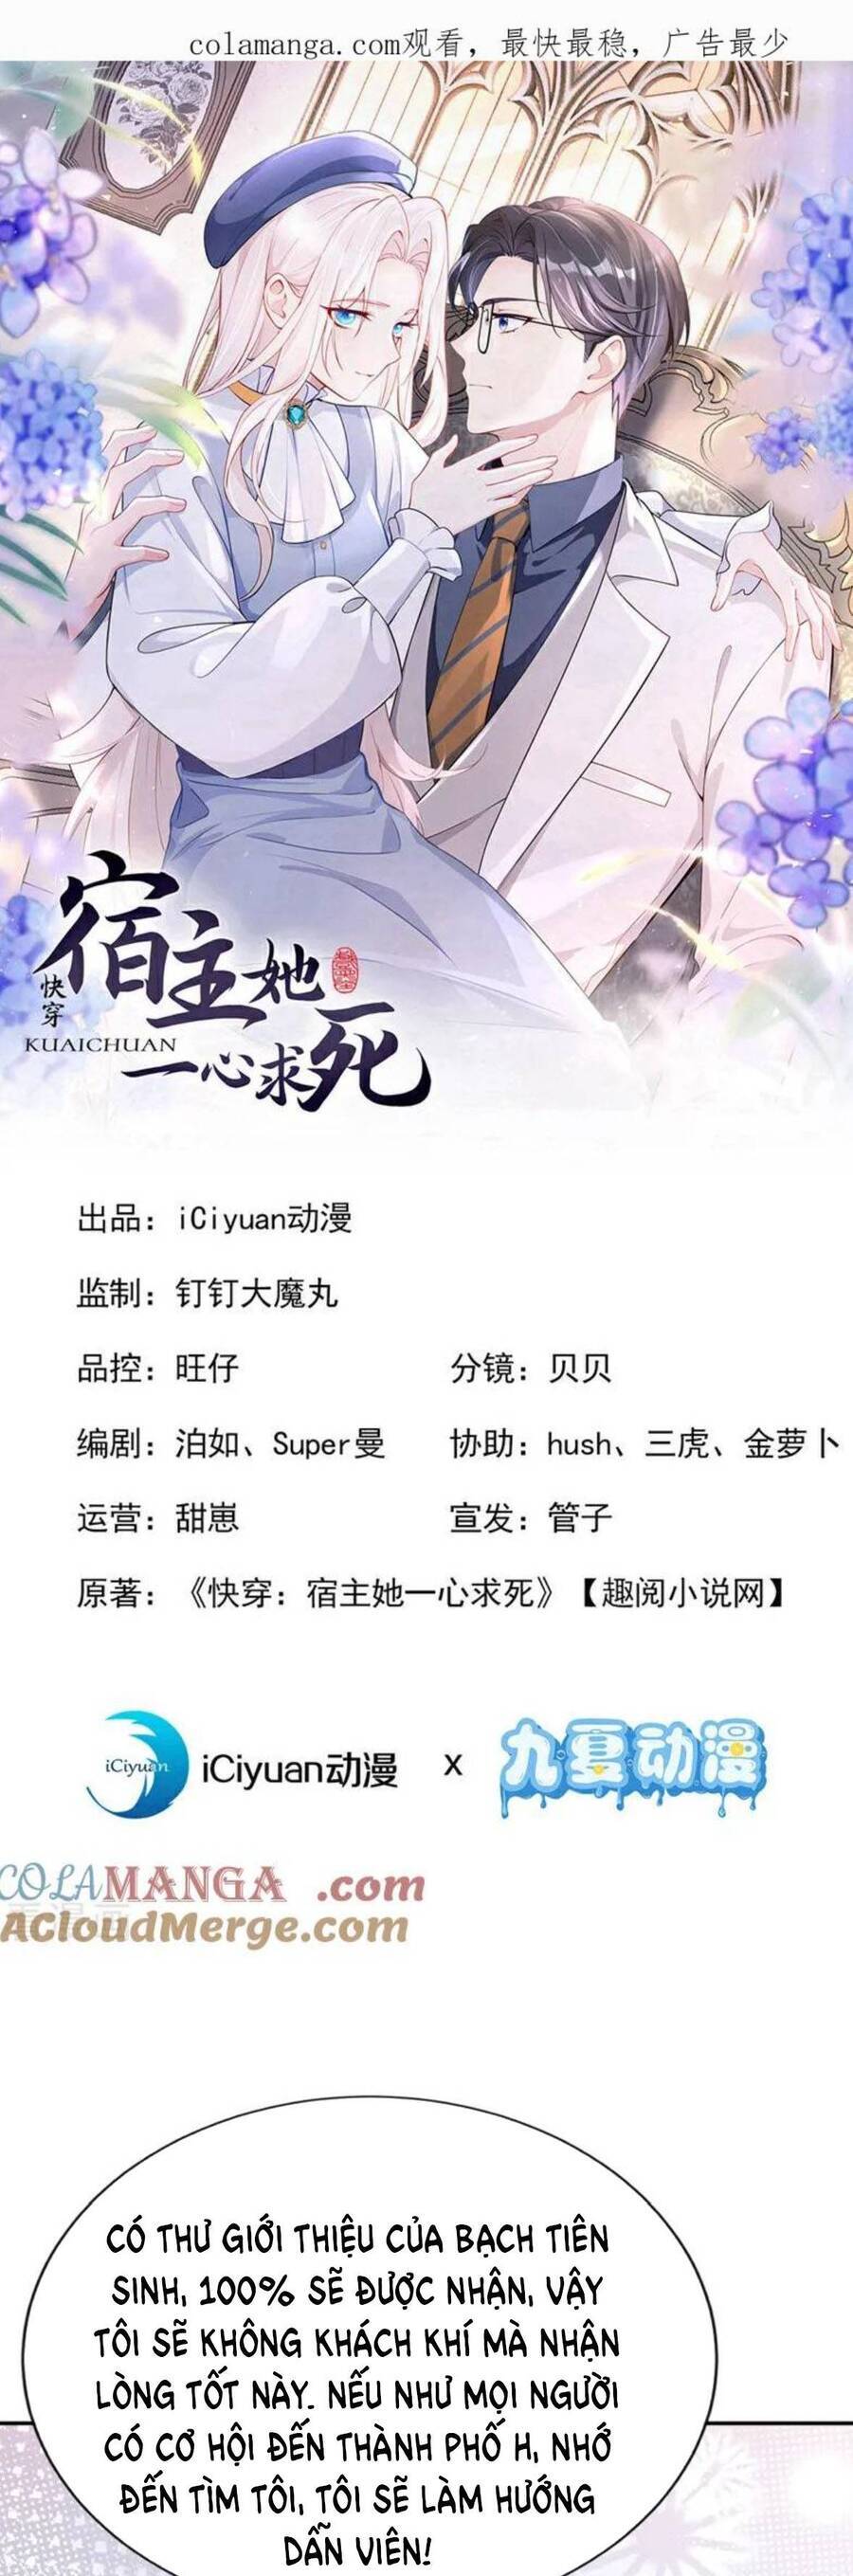 colamanga.com观看，最快最稳，广告最少
快穿
KUAICHUAN
宿主她
一心求死
出品：iCiyuan动漫
监制：钉钉大魔丸
品控：旺仔 分镜：贝贝
编剧：泊如、Super曼 协助：hush、三虎、金萝卜
运营：甜崽 宣发：管子
原著：《快穿：宿主她一心求死》【趣阅小说网】
iCiyuan iCiyuan动漫 x 九夏动漫
COLAMANGA .com
AcloudMerge.com
CÓ THƯ GIỚI THIỆU CỦA BẠCH TIÊN
SINH, 100% SẼ ĐƯỢC NHẬN, VẬY
TÔI SẼ KHÔNG KHÁCH KHÍ MÀ NHẬN
LÒNG TỐT NÀY. NẾU NHƯ MỌI NGƯỜI
CÓ CƠ HỘI ĐẾN THÀNH PHỐ H, NHỚ
ĐẾN TÌM TÔI, TÔI SẼ LÀM HƯỚNG
DẪN VIÊN!